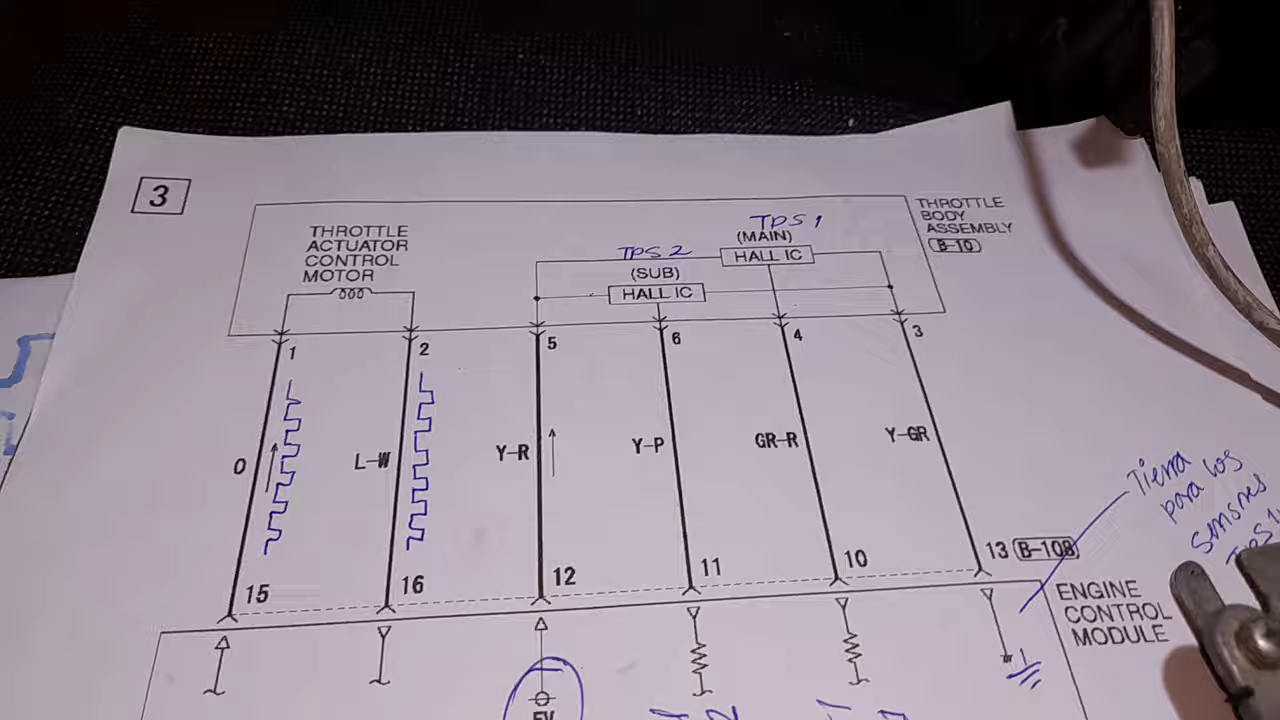 3
THROTTLE
ACTUATOR
CONTROL
MOTOR
TPS 1
(MAIN)
HALL IC
TPS 2
(SUB)
HALL IC
THROTTLE
BODY
ASSEMBLY
B-10
1
2
5
6
4
3
O
L-W
Y-R
Y-P
GR-R
Y-GR
Tierra
para los
15
16
12
11
10
13
B-108
ENGINE
CONTROL
MODULE
5V